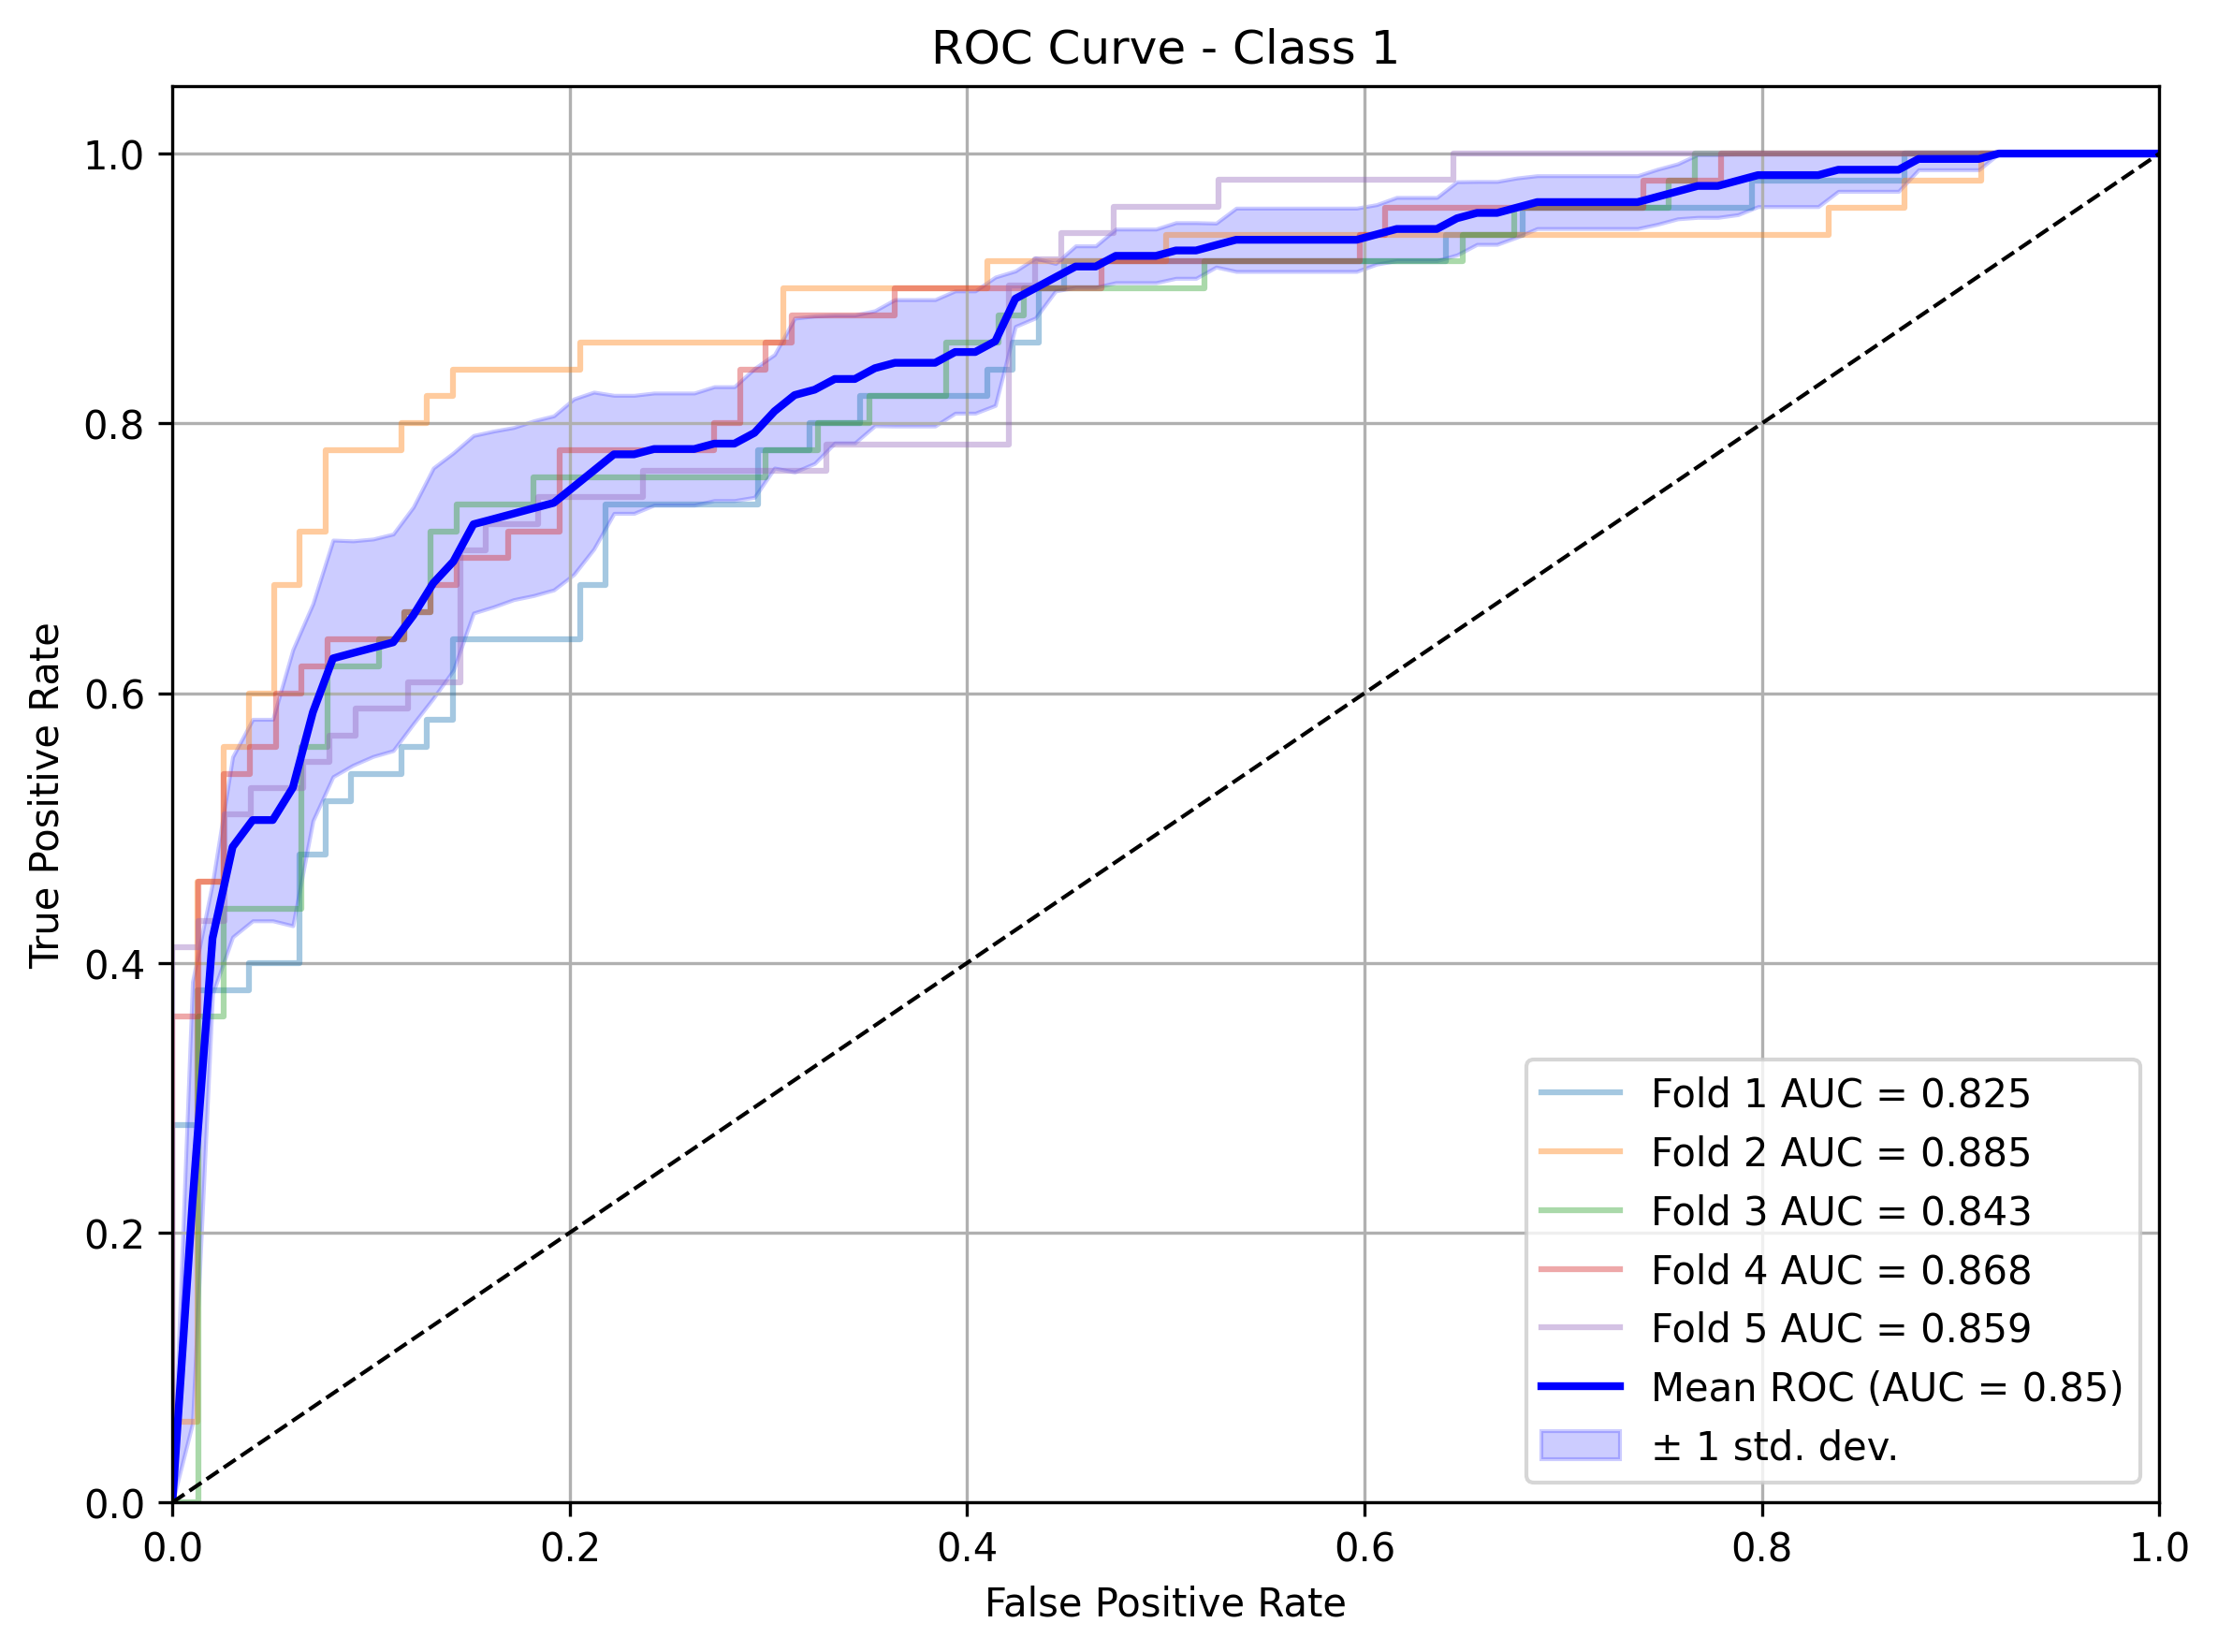 ROC Curve - Class 1
1.0
0.8
0.6
0.4
0.2
0.0
True Positive Rate
0.0 0.2 0.4 0.6 0.8 1.0
False Positive Rate
Fold 1 AUC = 0.825
Fold 2 AUC = 0.885
Fold 3 AUC = 0.843
Fold 4 AUC = 0.868
Fold 5 AUC = 0.859
Mean ROC (AUC = 0.85)
± 1 std. dev.